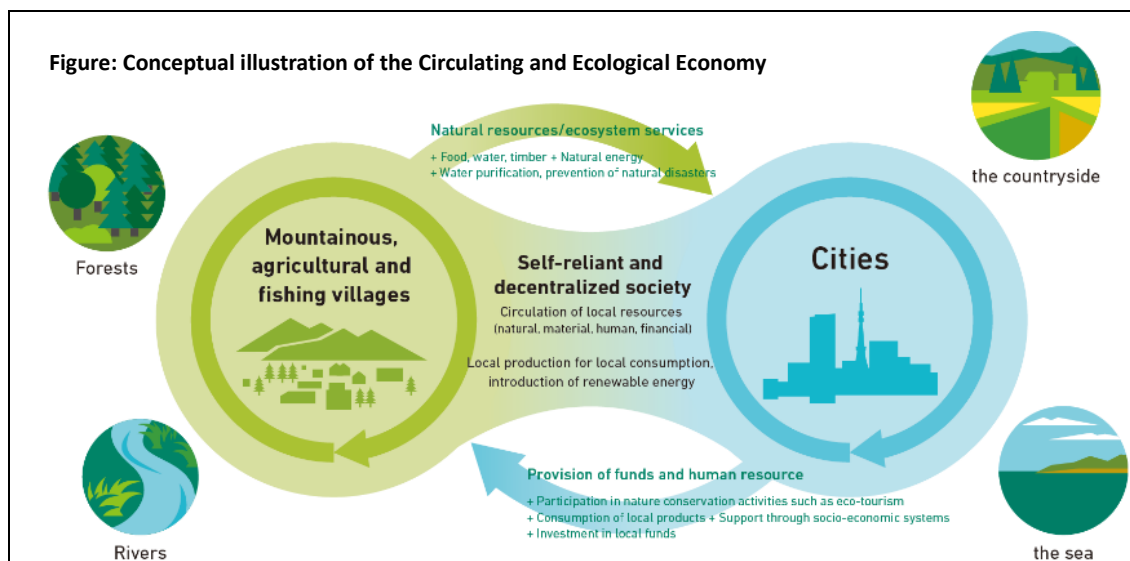 Figure: Conceptual illustration of the Circulating and Ecological Economy
Natural resources/ecosystem services
+ Food, water, timber + Natural energy
+ Water purification, prevention of natural disasters
the countryside
Forests
Mountainous,
agricultural and
fishing villages
Self-reliant and
decentralized society
Circulation of local resources
(natural, material, human, financial)
Local production for local consumption,
introduction of renewable energy
Cities
Provision of funds and human resource
+ Participation in nature conservation activities such as eco-tourism
+ Consumption of local products + Support through socio-economic systems
+ Investment in local funds
Rivers
the sea